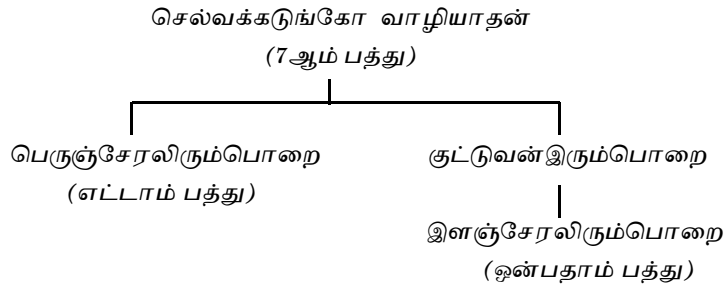 செல்வக்கடுங்கோ வாழியாதன்
(7ஆம் பத்து)
பெருஞ்சேரலிரும்பொறை
(எட்டாம் பத்து)
குட்டுவன்இரும்பொறை
இளஞ்சேரலிரும்பொறை
(ஒன்பதாம் பத்து)